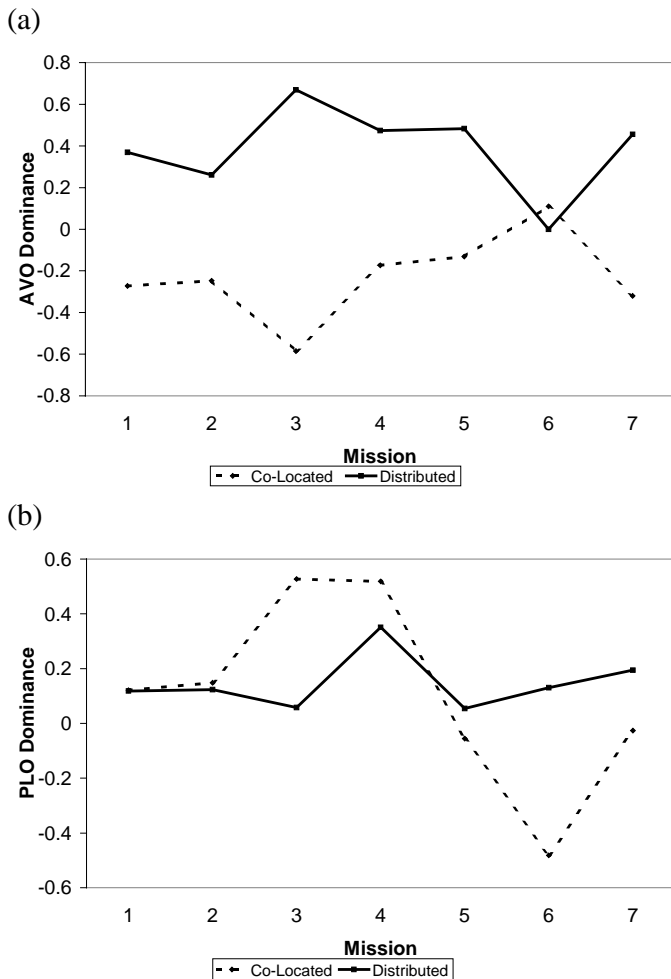 (a)
0.8
0.6
0.4
0.2
0
-0.2
-0.4
-0.6
-0.8
AVO Dominance
1 2 3 4 5 6 7
Mission
Co-Located Distributed
(b)
0.6
0.4
0.2
0
-0.2
-0.4
-0.6
PLO Dominance
1 2 3 4 5 6 7
Mission
Co-Located Distributed